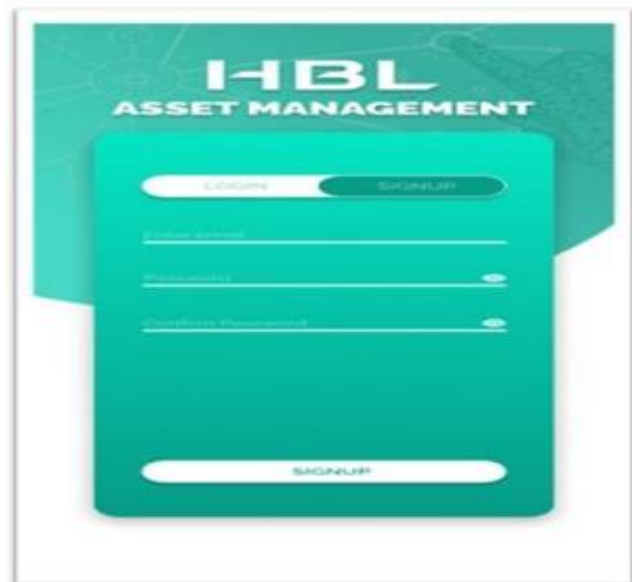 HBL
ASSET MANAGEMENT
LOGIN SIGNUP
Enter email
Password
Confirm Password
SIGNUP